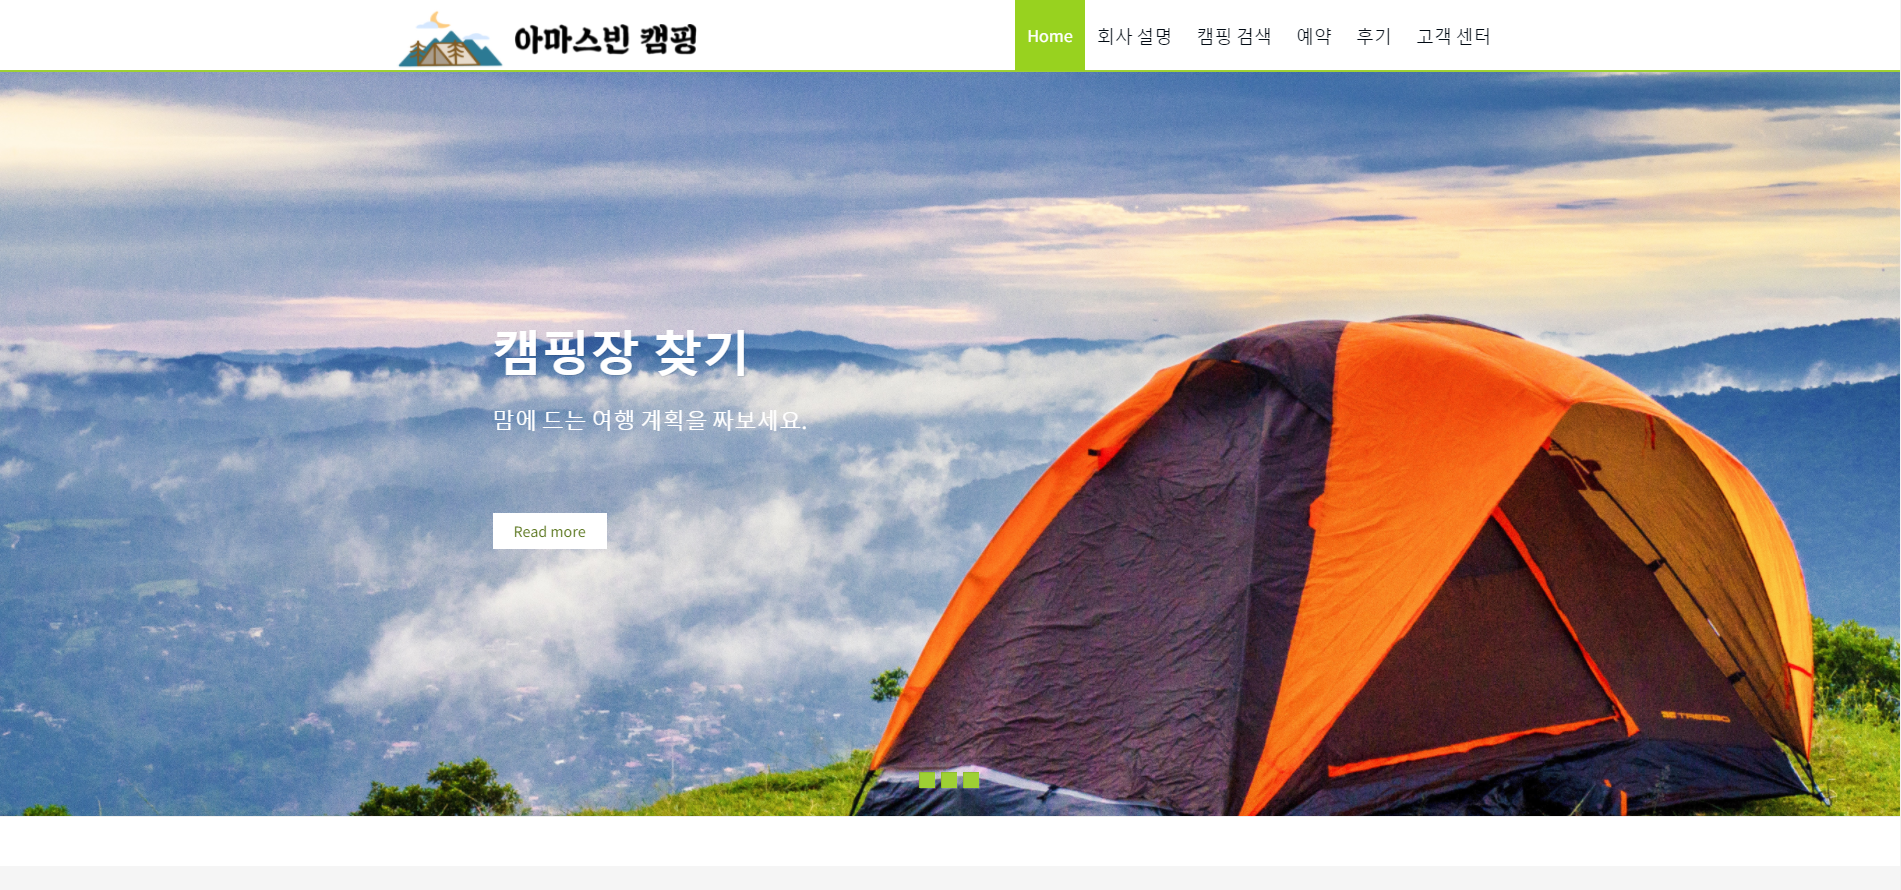 아마스빈 캠핑
Home 회사 설명 캠핑 검색 예약 후기 고객 센터
캠핑장 찾기
맘에 드는 여행 계획을 짜보세요.
Read more
TREEBO